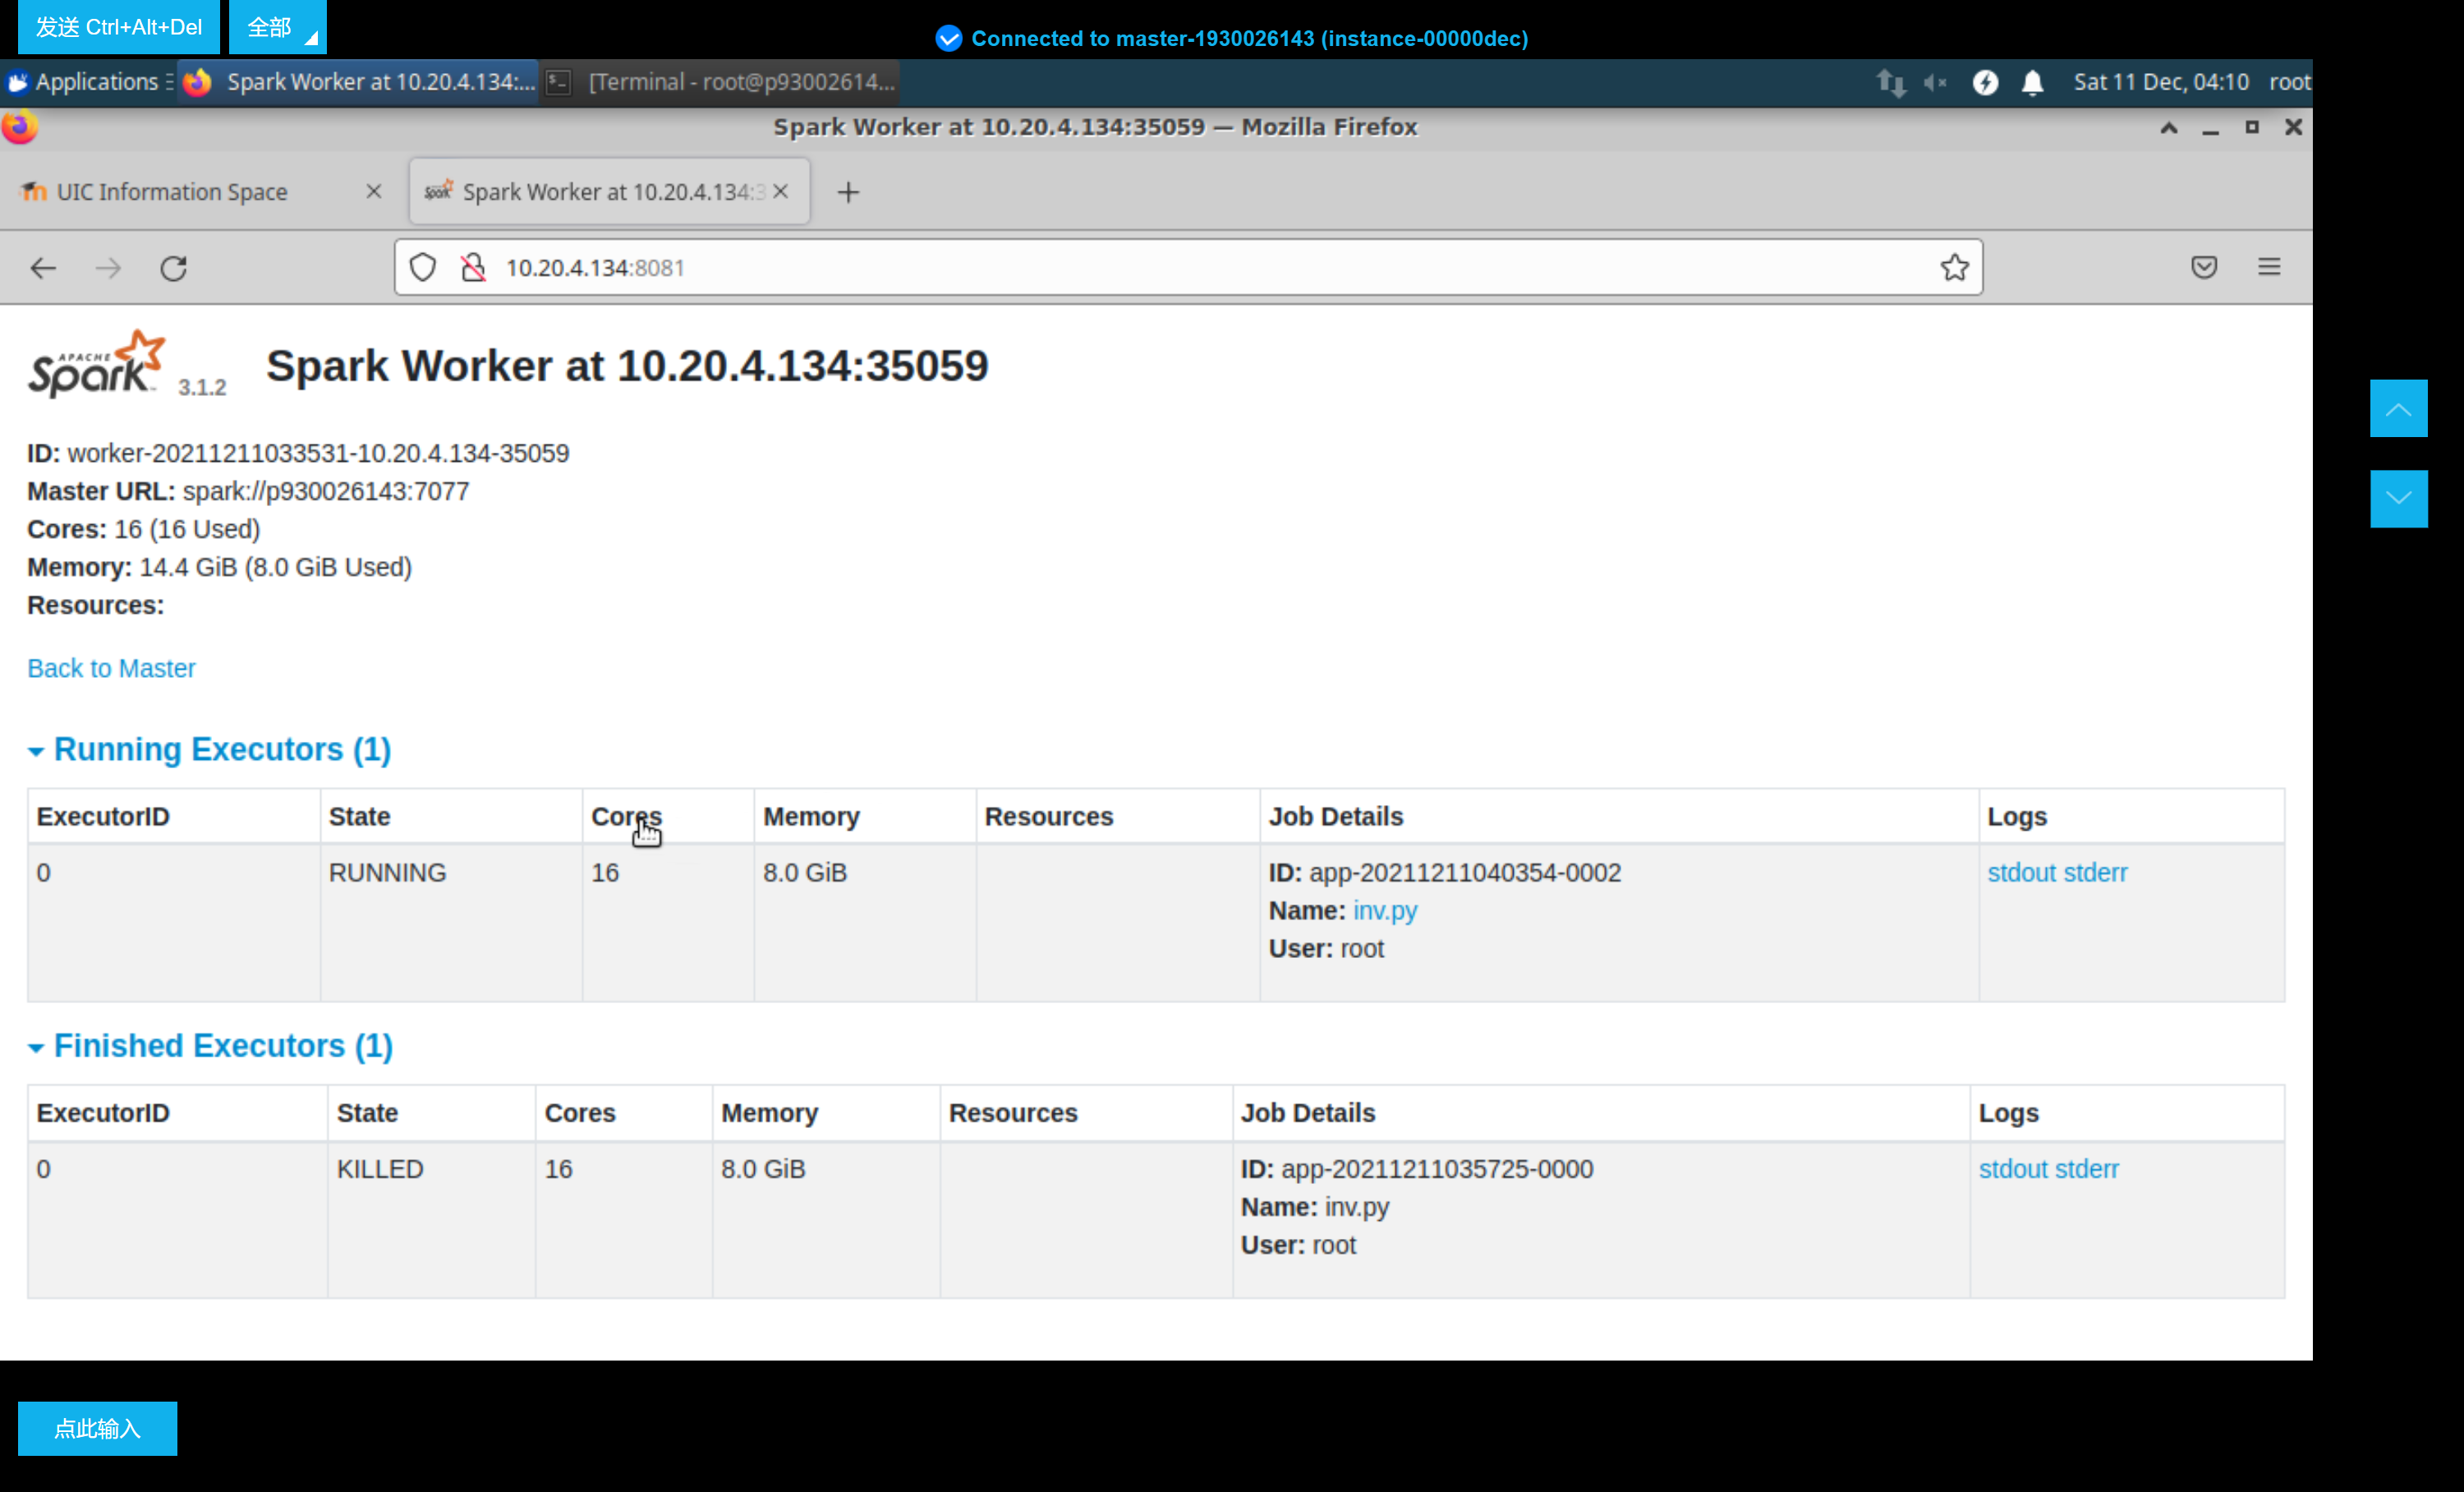 发送 Ctrl+Alt+Del 全部
Connected to master-1930026143 (instance-00000dec)
Applications Spark Worker at 10.20.4.134:... [Terminal - root@p93002614... Sat 11 Dec, 04:10 root
Spark Worker at 10.20.4.134:35059 — Mozilla Firefox
UIC Information Space Spark Worker at 10.20.4.134:3
10.20.4.134:8081
APACHE Spark 3.1.2 Spark Worker at 10.20.4.134:35059
ID: worker-20211211033531-10.20.4.134-35059
Master URL: spark://p930026143:7077
Cores: 16 (16 Used)
Memory: 14.4 GiB (8.0 GiB Used)
Resources:
Back to Master
Running Executors (1)
ExecutorID State Cores Memory Resources Job Details Logs
0 RUNNING 16 8.0 GiB ID: app-20211211040354-0002 stdout stderr
Name: inv.py
User: root
Finished Executors (1)
ExecutorID State Cores Memory Resources Job Details Logs
0 KILLED 16 8.0 GiB ID: app-20211211035725-0000 stdout stderr
Name: inv.py
User: root
点此输入